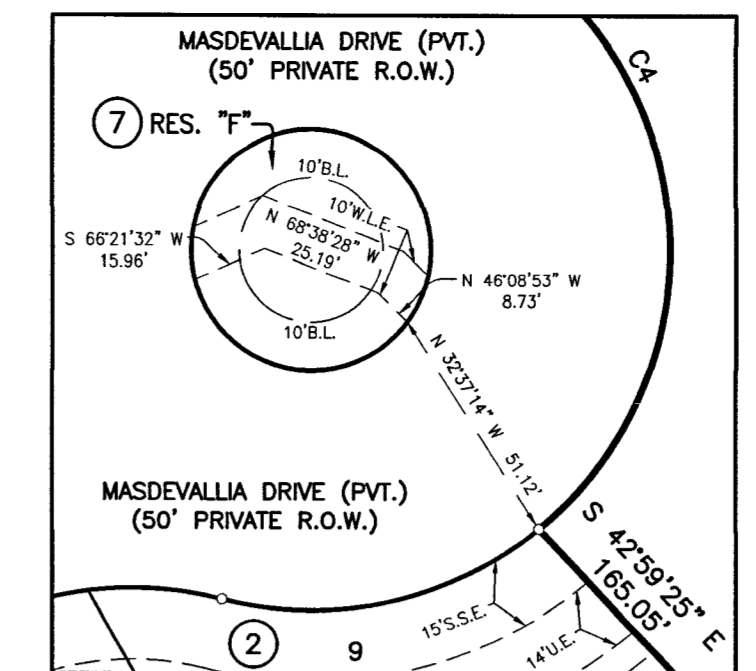 MASDEVALLIA DRIVE (PVT.)
(50' PRIVATE R.O.W.)
C4
7 RES. "F"
10'B.L.
10'W.L.E.
N 68°38'28" W
25.19'
S 66°21'32" W
15.96'
N 46°08'53" W
8.73'
10'B.L.
N 32°37'14" W 51.12'
MASDEVALLIA DRIVE (PVT.)
(50' PRIVATE R.O.W.)
S 42°59'25" E
165.05'
15'S.S.E.
14'U.E.
2
9